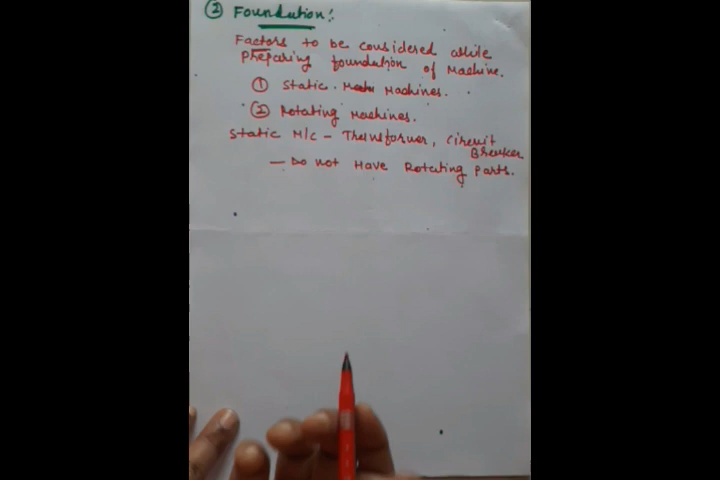 ② Foundation :
Factors to be considered while
Preparing foundation of Machine.
① Static Machines.
② Rotating Machines.
Static M/C - Transformer, Circuit
Breaker
- Do not Have Rotating Parts.